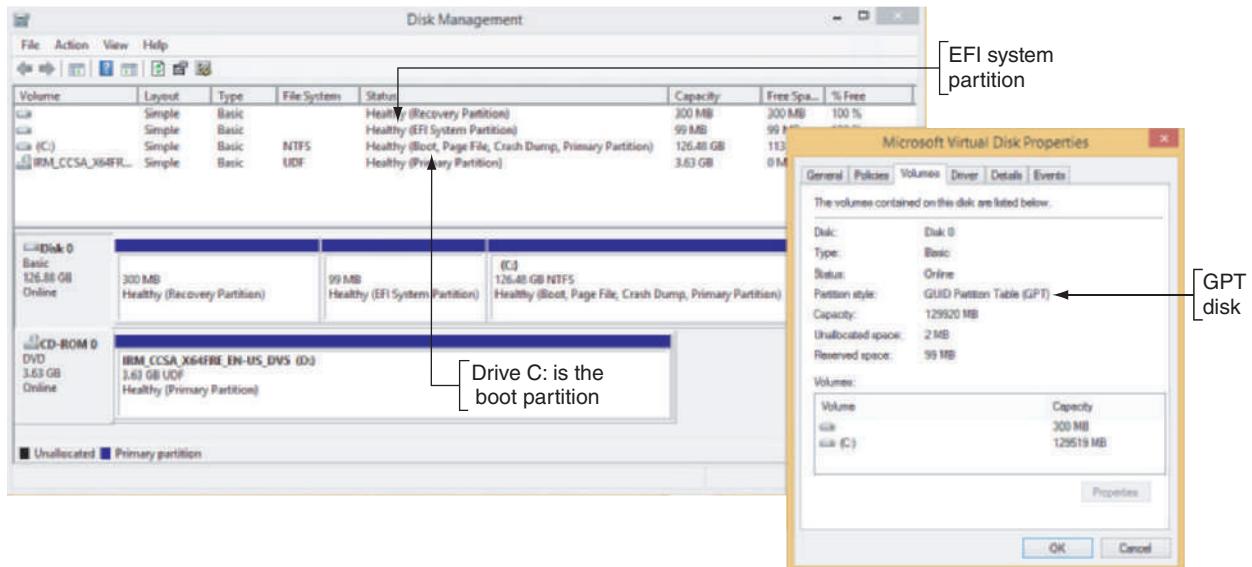 Disk Management
File Action View Help
Volume Layout Type File System Status Capacity Free Spa... % Free
Simple Basic Healthy (Recovery Partition) 300 MB 300 MB 100 %
Simple Basic Healthy (EFI System Partition) 99 MB 99
(C:) Simple Basic NTFS Healthy (Boot, Page File, Crash Dump, Primary Partition) 126.48 GB 113
IRM_CCSA_X64FR... Simple Basic UDF Healthy (Primary Partition) 3.63 GB 0 M
Disk 0
Basic
126.88 GB
Online
300 MB
Healthy (Recovery Partition)
99 MB
Healthy (EFI System Partition)
(C:)
126.48 GB NTFS
Healthy (Boot, Page File, Crash Dump, Primary Partition)
CD-ROM 0
DVD
3.63 GB
Online
IRM_CCSA_X64FRE_EN-US_DV5 (D:)
3.63 GB UDF
Healthy (Primary Partition)
Unallocated Primary partition
EFI system
partition
Drive C: is the
boot partition
Microsoft Virtual Disk Properties
General Policies Volumes Driver Details Events
The volumes contained on this disk are listed below.
Disk: Disk 0
Type: Basic
Status: Online
Partition style: GUID Partition Table (GPT)
Capacity: 129920 MB
Unallocated space: 2 MB
Reserved space: 99 MB
Volumes:
Volume Capacity
300 MB
(C:) 129519 MB
Properties
OK Cancel
GPT
disk